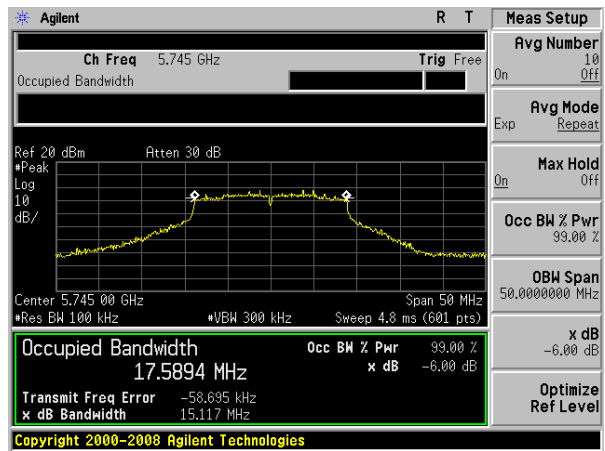 Agilent R T
Ch Freq 5.745 GHz Trig Free
Occupied Bandwidth
Ref 20 dBm Atten 30 dB
#Peak
Log
10
dB/
Center 5.745 00 GHz Span 50 MHz
#Res BW 100 kHz #VBW 300 kHz Sweep 4.8 ms (601 pts)
Occupied Bandwidth Occ BW % Pwr 99.00 %
17.5894 MHz x dB -6.00 dB
Transmit Freq Error -58.695 kHz
x dB Bandwidth 15.117 MHz
Copyright 2000-2008 Agilent Technologies
Meas Setup
Avg Number
10
On Off
Avg Mode
Exp Repeat
Max Hold
On Off
Occ BW % Pwr
99.00 %
OBW Span
50.0000000 MHz
x dB
-6.00 dB
Optimize
Ref Level